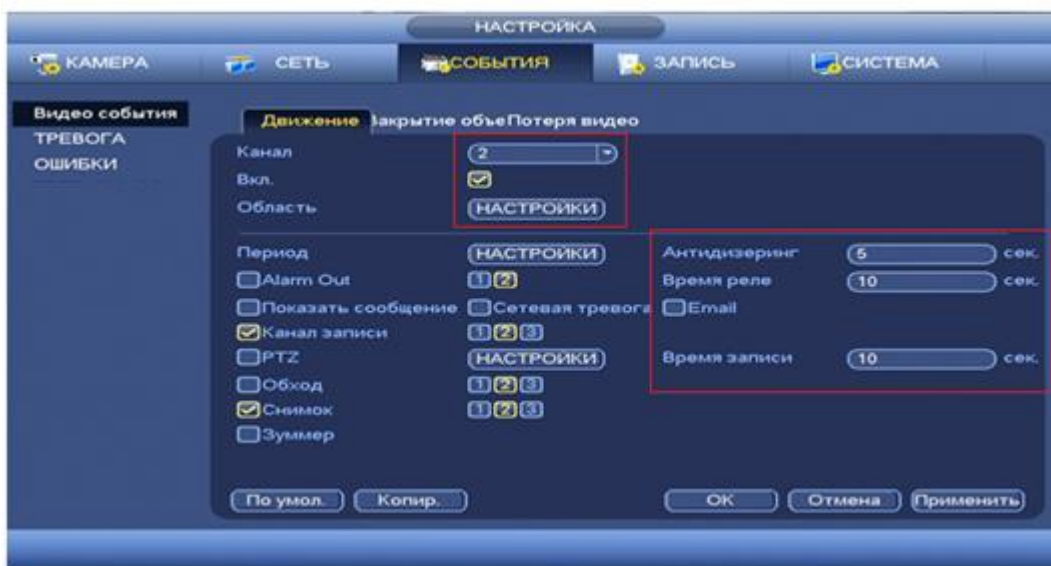 НАСТРОЙКА
КАМЕРА СЕТЬ СОБЫТИЯ ЗАПИСЬ СИСТЕМА
Видео события
ТРЕВОГА
ОШИБКИ
Движение Закрытие объе Потеря видео
Канал 2
Вкл.
Область НАСТРОЙКИ
Период НАСТРОЙКИ Антидизеринг 5 сек.
Alarm Out 1 2 Время реле 10 сек.
Показать сообщение Сетевая тревога Email
Канал записи 1 2 3
PTZ НАСТРОЙКИ Время записи 10 сек.
Обход 1 2 3
Снимок 1 2 3
Зуммер
По умол. Копир. OK Отмена Применить